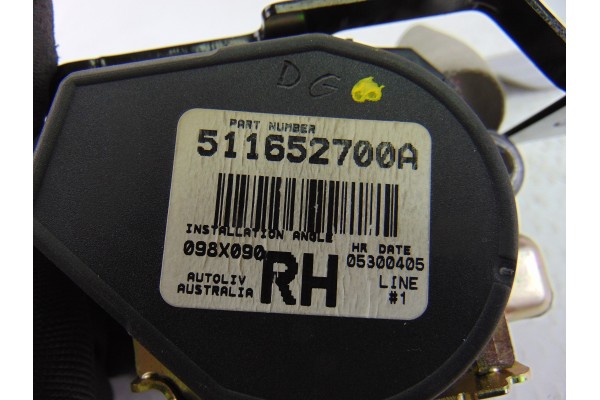 DG
PART NUMBER
511652700A
INSTALLATION ANGLE
098X090
HR DATE
05300405
RH
AUTOLIV
AUSTRALIA
LINE
#1